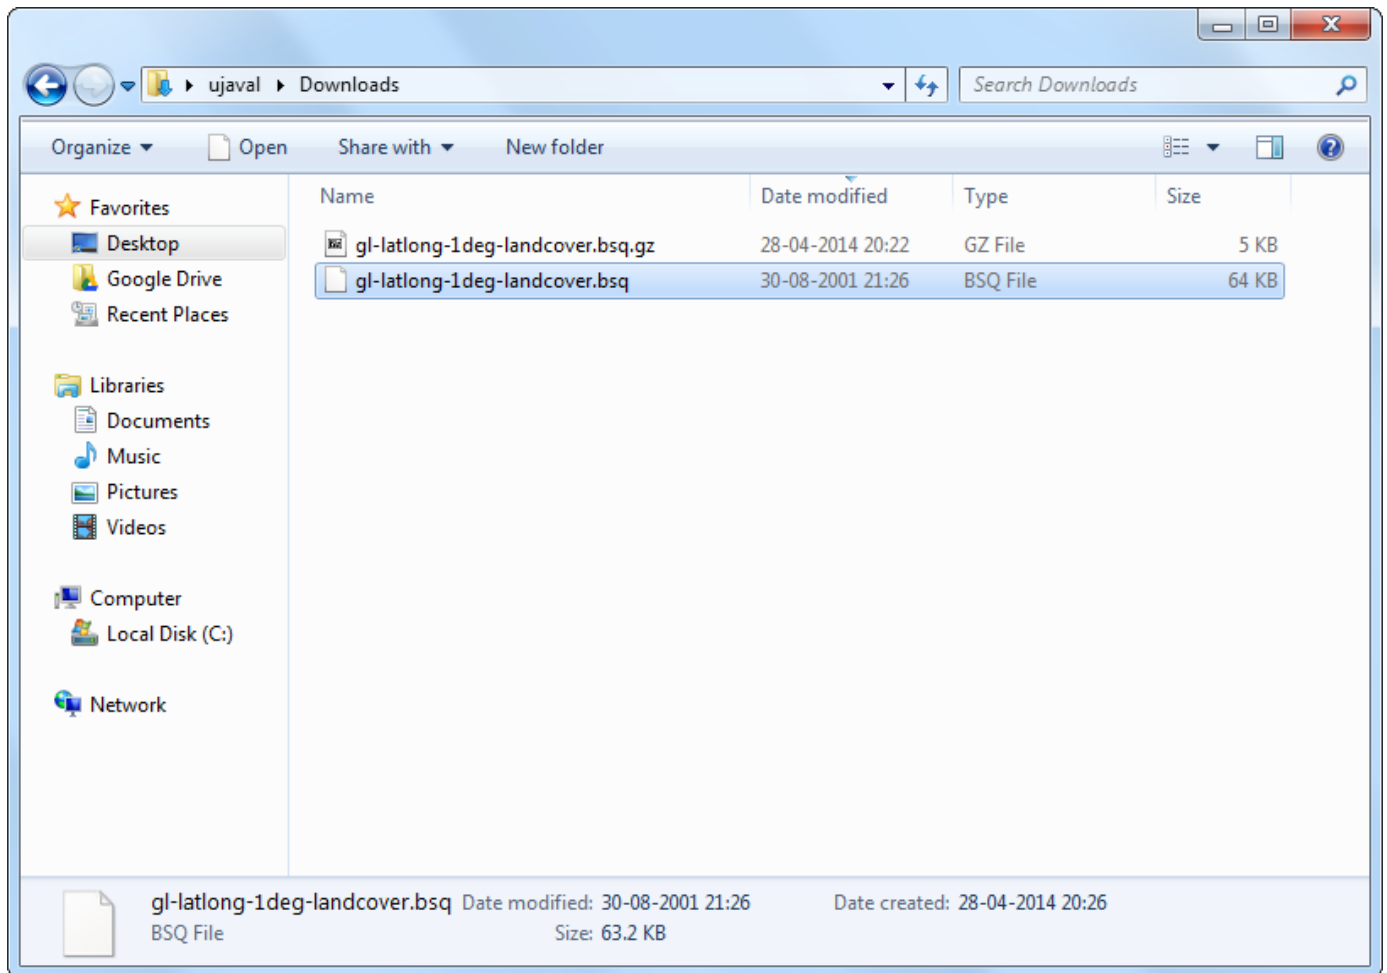 ujaval Downloads Search Downloads
Organize Open Share with New folder
Name Date modified Type Size
Favorites
Desktop
Google Drive
Recent Places
Libraries
Documents
Music
Pictures
Videos
Computer
Local Disk (C:)
Network
gl-latlong-1deg-landcover.bsq.gz 28-04-2014 20:22 GZ File 5 KB
gl-latlong-1deg-landcover.bsq 30-08-2001 21:26 BSQ File 64 KB
gl-latlong-1deg-landcover.bsq Date modified: 30-08-2001 21:26 Date created: 28-04-2014 20:26
BSQ File Size: 63.2 KB